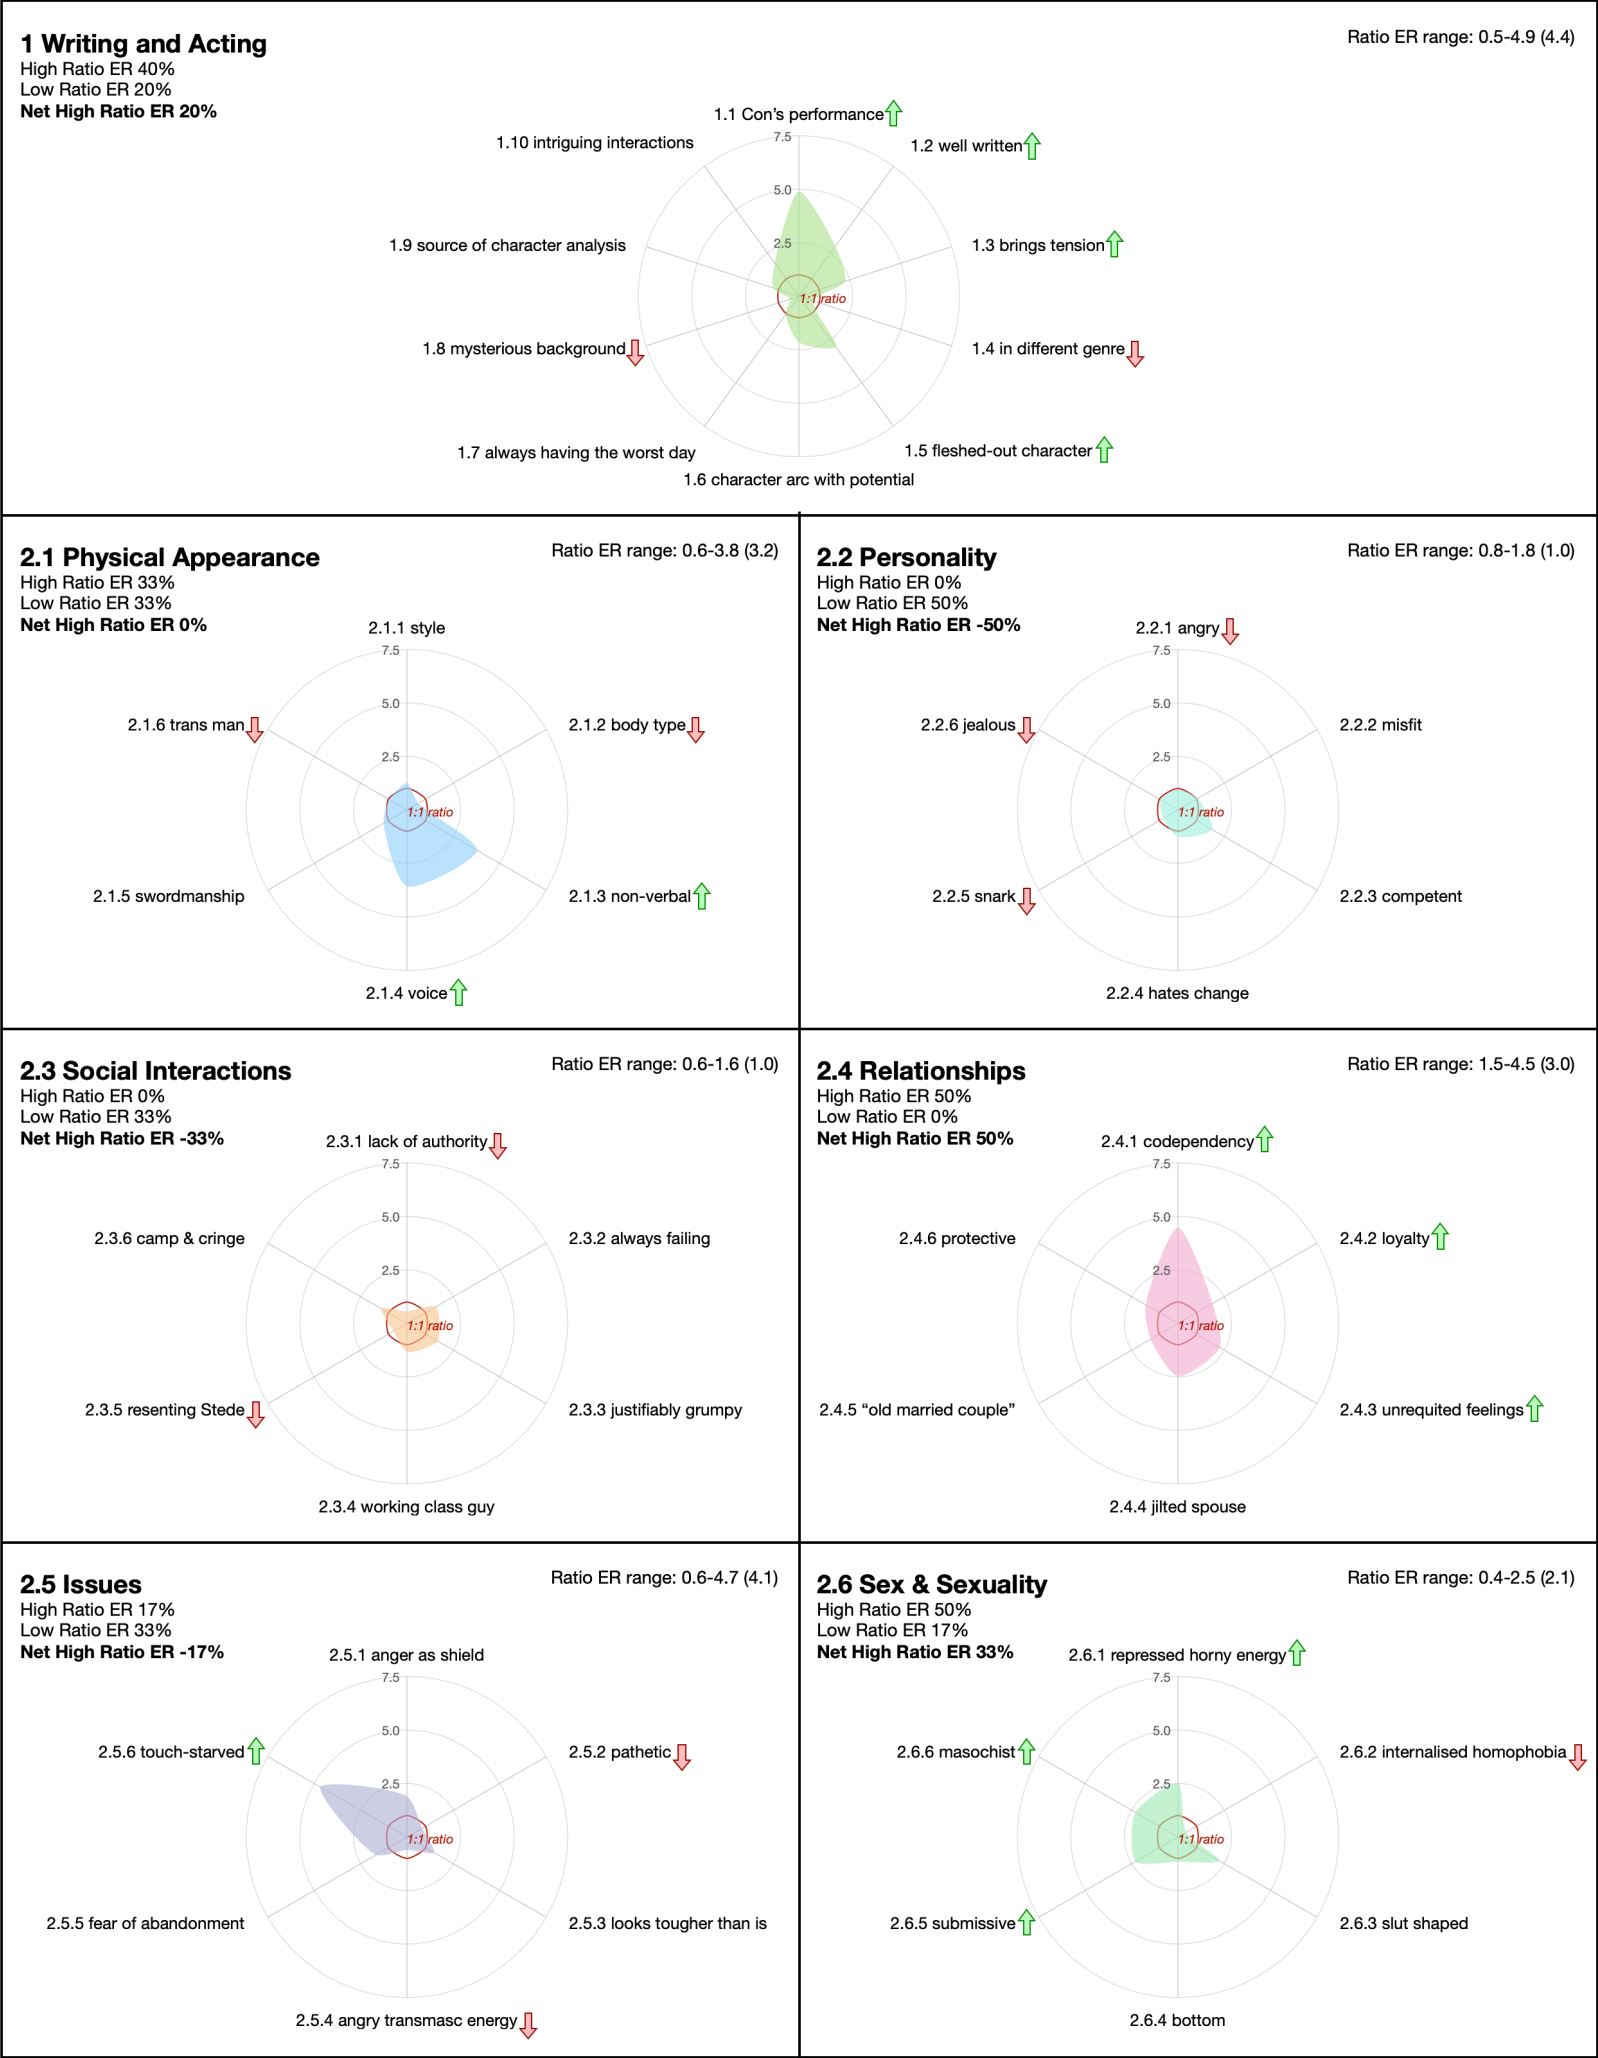 1 Writing and Acting
Ratio ER range: 0.5-4.9 (4.4)
High Ratio ER 40%
Low Ratio ER 20%
Net High Ratio ER 20%
1.1 Con's performance
7.5
1.10 intriguing interactions
1.2 well written
5.0
1.9 source of character analysis
2.5
1.3 brings tension
1:1 ratio
1.8 mysterious background
1.4 in different genre
1.7 always having the worst day
1.5 fleshed-out character
1.6 character arc with potential
2.1 Physical Appearance
Ratio ER range: 0.6-3.8 (3.2)
High Ratio ER 33%
Low Ratio ER 33%
Net High Ratio ER 0%
2.1.1 style
7.5
5.0
2.1.6 trans man
2.1.2 body type
2.5
1:1 ratio
2.1.5 swordmanship
2.1.3 non-verbal
2.1.4 voice
2.2 Personality
Ratio ER range: 0.8-1.8 (1.0)
High Ratio ER 0%
Low Ratio ER 50%
Net High Ratio ER -50%
2.2.1 angry
7.5
5.0
2.2.6 jealous
2.2.2 misfit
2.5
1:1 ratio
2.2.5 snark
2.2.3 competent
2.2.4 hates change
2.3 Social Interactions
Ratio ER range: 0.6-1.6 (1.0)
High Ratio ER 0%
Low Ratio ER 33%
Net High Ratio ER -33%
2.3.1 lack of authority
7.5
5.0
2.3.6 camp & cringe
2.3.2 always failing
2.5
1:1 ratio
2.3.5 resenting Stede
2.3.3 justifiably grumpy
2.3.4 working class guy
2.4 Relationships
Ratio ER range: 1.5-4.5 (3.0)
High Ratio ER 50%
Low Ratio ER 0%
Net High Ratio ER 50%
2.4.1 codependency
7.5
5.0
2.4.6 protective
2.4.2 loyalty
2.5
1:1 ratio
2.4.5 “old married couple”
2.4.3 unrequited feelings
2.4.4 jilted spouse
2.5 Issues
Ratio ER range: 0.6-4.7 (4.1)
High Ratio ER 17%
Low Ratio ER 33%
Net High Ratio ER -17%
2.5.1 anger as shield
7.5
5.0
2.5.6 touch-starved
2.5.2 pathetic
2.5
1:1 ratio
2.5.5 fear of abandonment
2.5.3 looks tougher than is
2.5.4 angry transmasc energy
2.6 Sex & Sexuality
Ratio ER range: 0.4-2.5 (2.1)
High Ratio ER 50%
Low Ratio ER 17%
Net High Ratio ER 33%
2.6.1 repressed horny energy
7.5
5.0
2.6.6 masochist
2.6.2 internalised homophobia
2.5
1:1 ratio
2.6.5 submissive
2.6.3 slut shaped
2.6.4 bottom